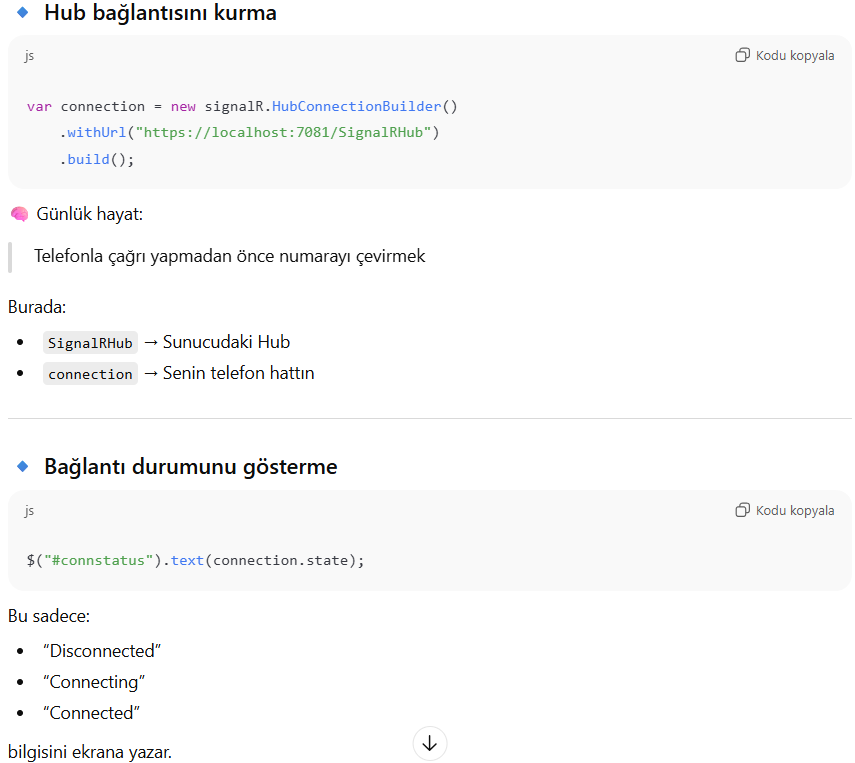 Hub bağlantısını kurma
js
Kodu kopyala
var connection = new signalR.HubConnectionBuilder()
    .withUrl("https://localhost:7081/SignalRHub")
    .build();
Günlük hayat:
Telefonla çağrı yapmadan önce numarayı çevirmek
Burada:
• SignalRHub → Sunucudaki Hub
• connection → Senin telefon hattın
Bağlantı durumunu gösterme
js
Kodu kopyala
$("#connstatus").text(connection.state);
Bu sadece:
• “Disconnected”
• “Connecting”
• “Connected”
bilgisini ekrana yazar.